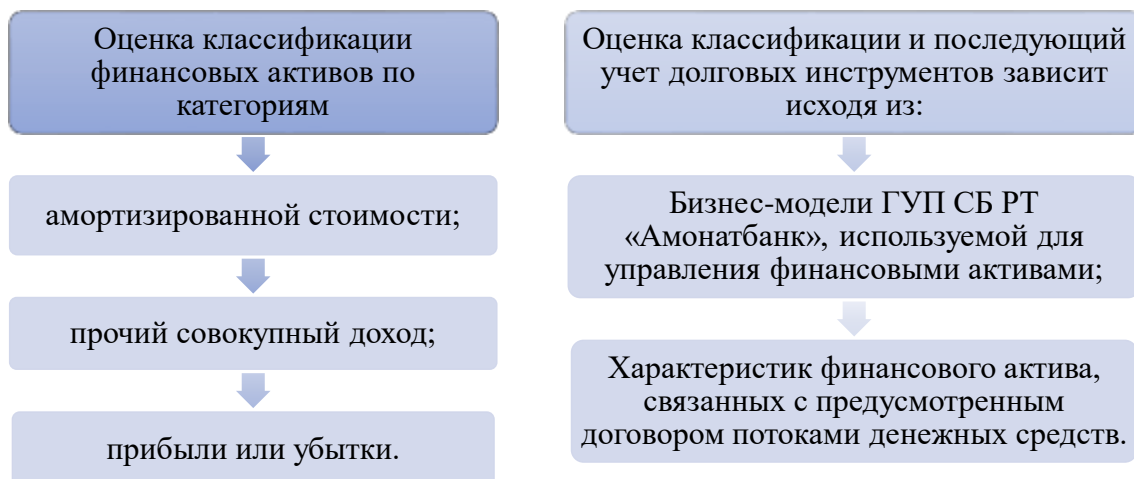 Оценка классификации
финансовых активов по
категориям
амортизированной стоимости;
прочий совокупный доход;
прибыли или убытки.
Оценка классификации и последующий
учет долговых инструментов зависит
исходя из:
Бизнес-модели ГУП СБ РТ
«Амонатбанк», используемой для
управления финансовыми активами;
Характеристик финансового актива,
связанных с предусмотренным
договором потоками денежных средств.